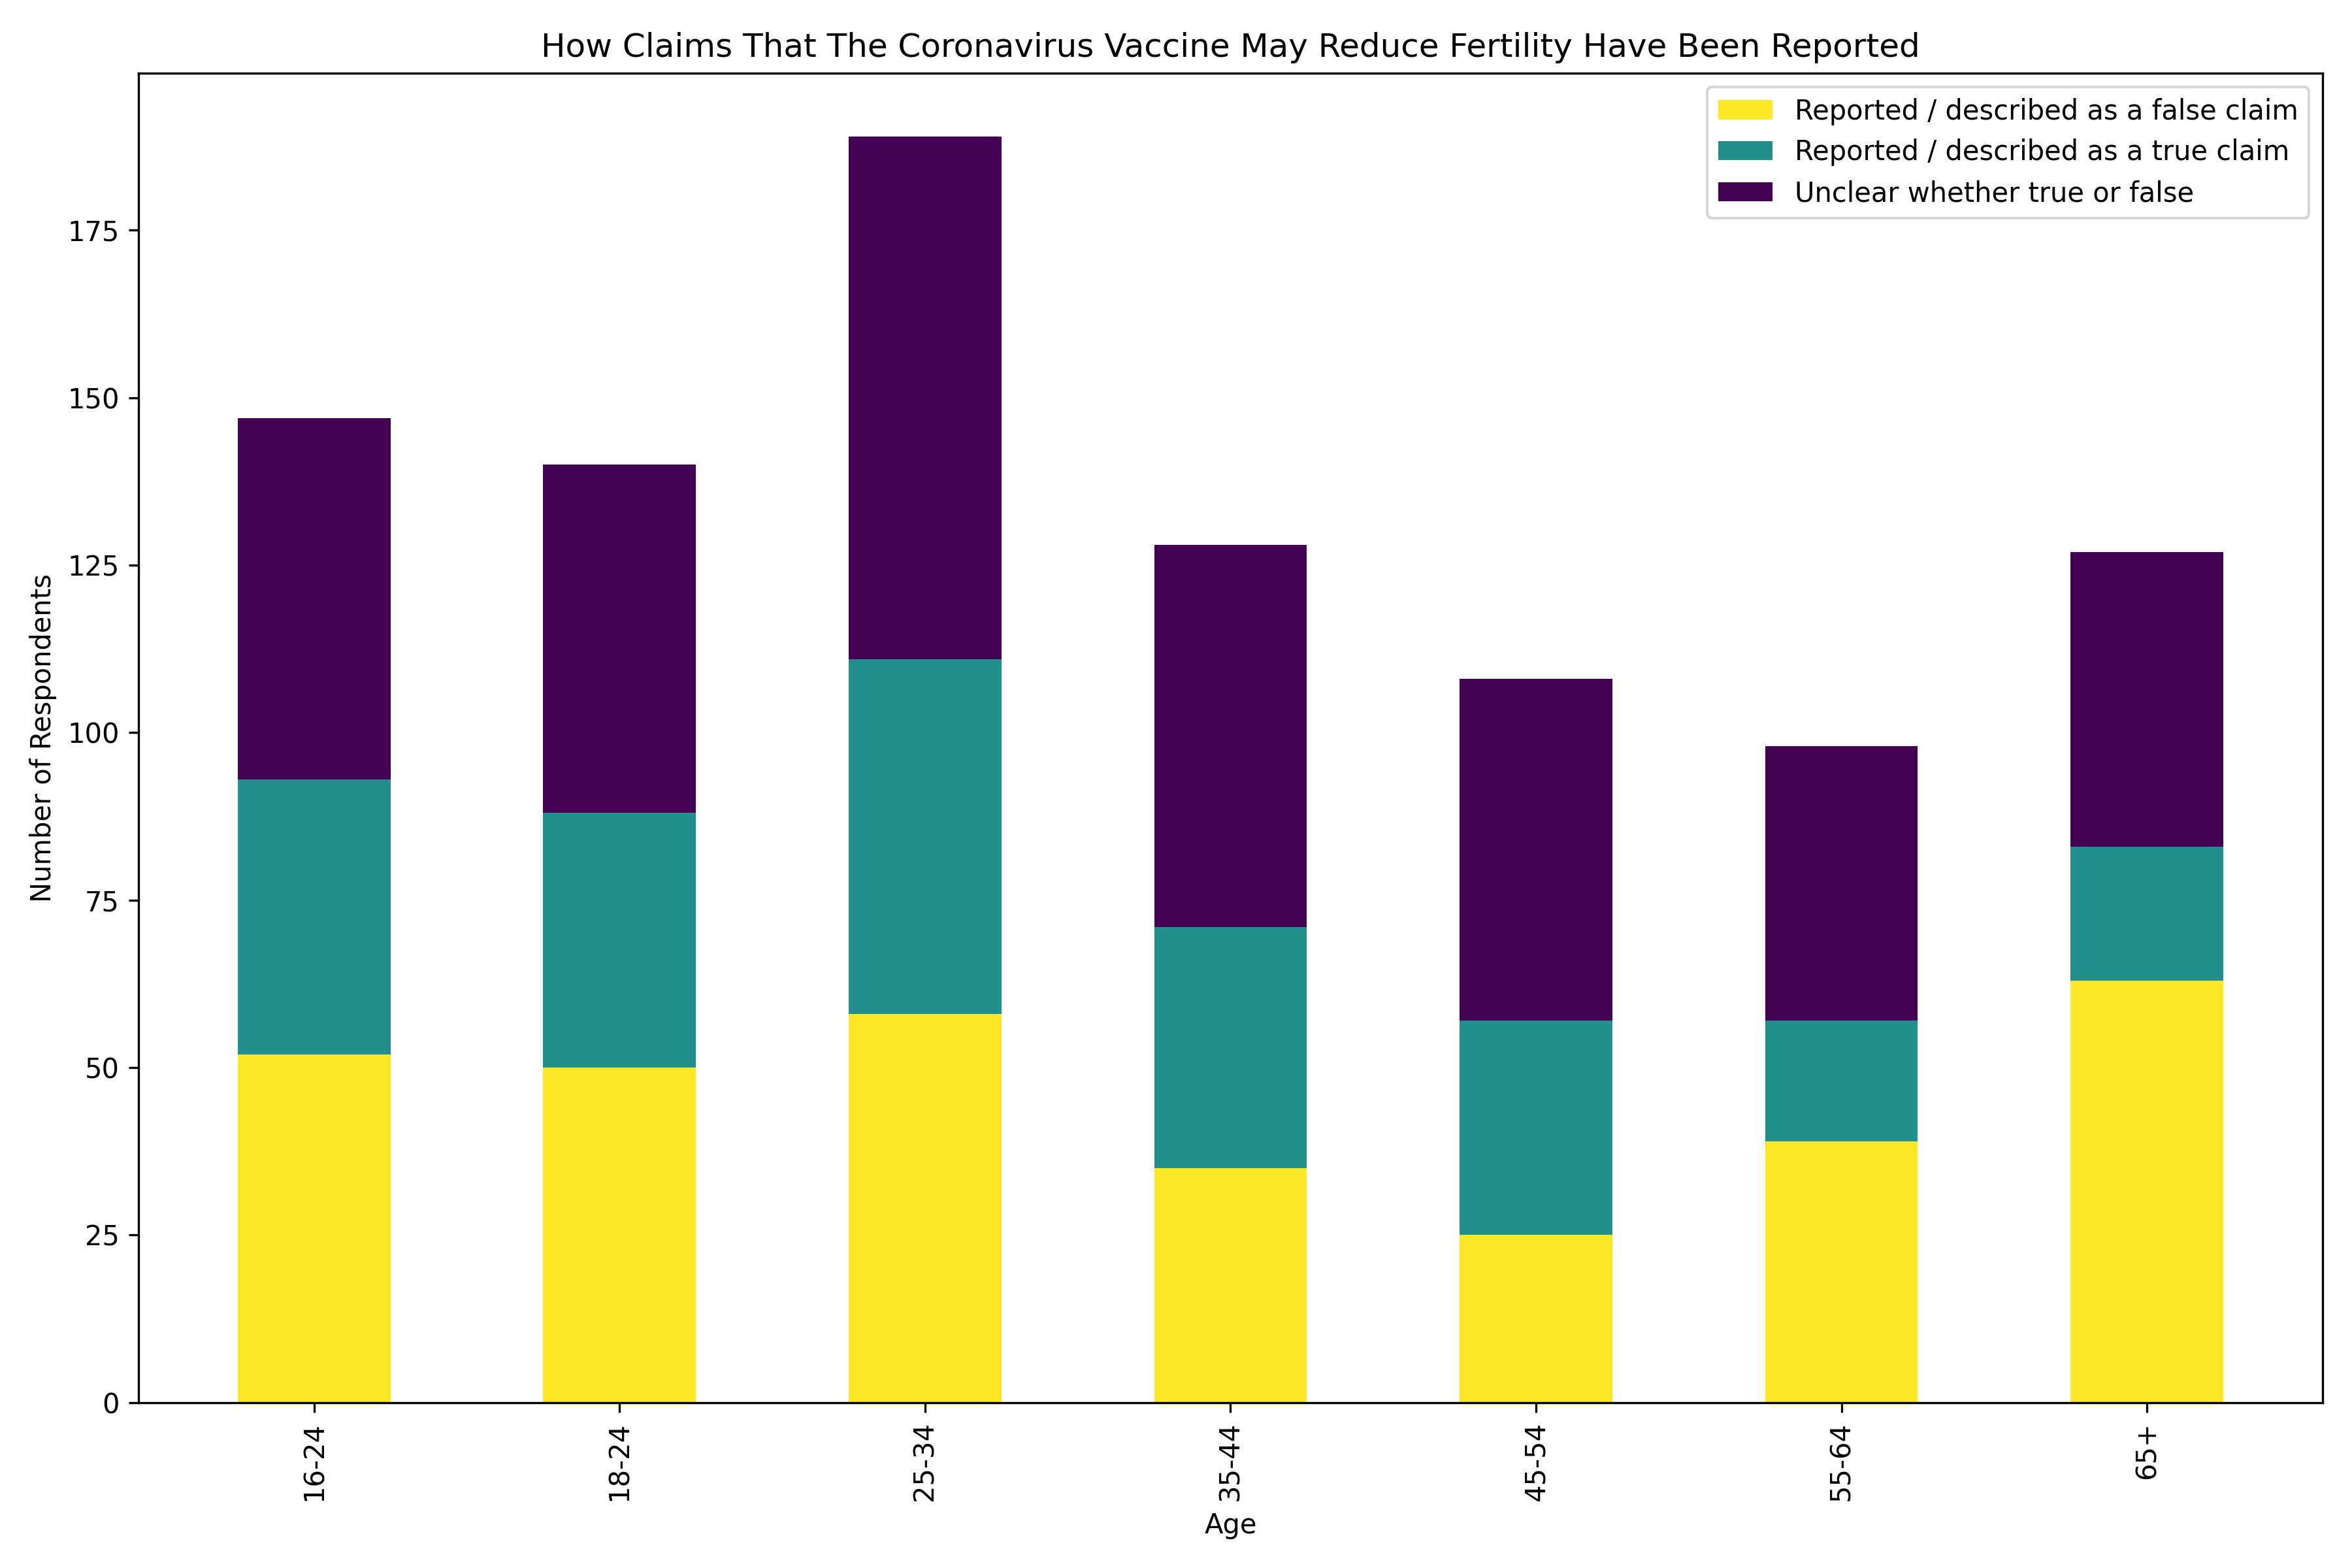 How Claims That The Coronavirus Vaccine May Reduce Fertility Have Been Reported
Reported / described as a false claim
Reported / described as a true claim
Unclear whether true or false
Number of Respondents
175
150
125
100
75
50
25
0
16-24
18-24
25-34
35-44
45-54
55-64
65+
Age